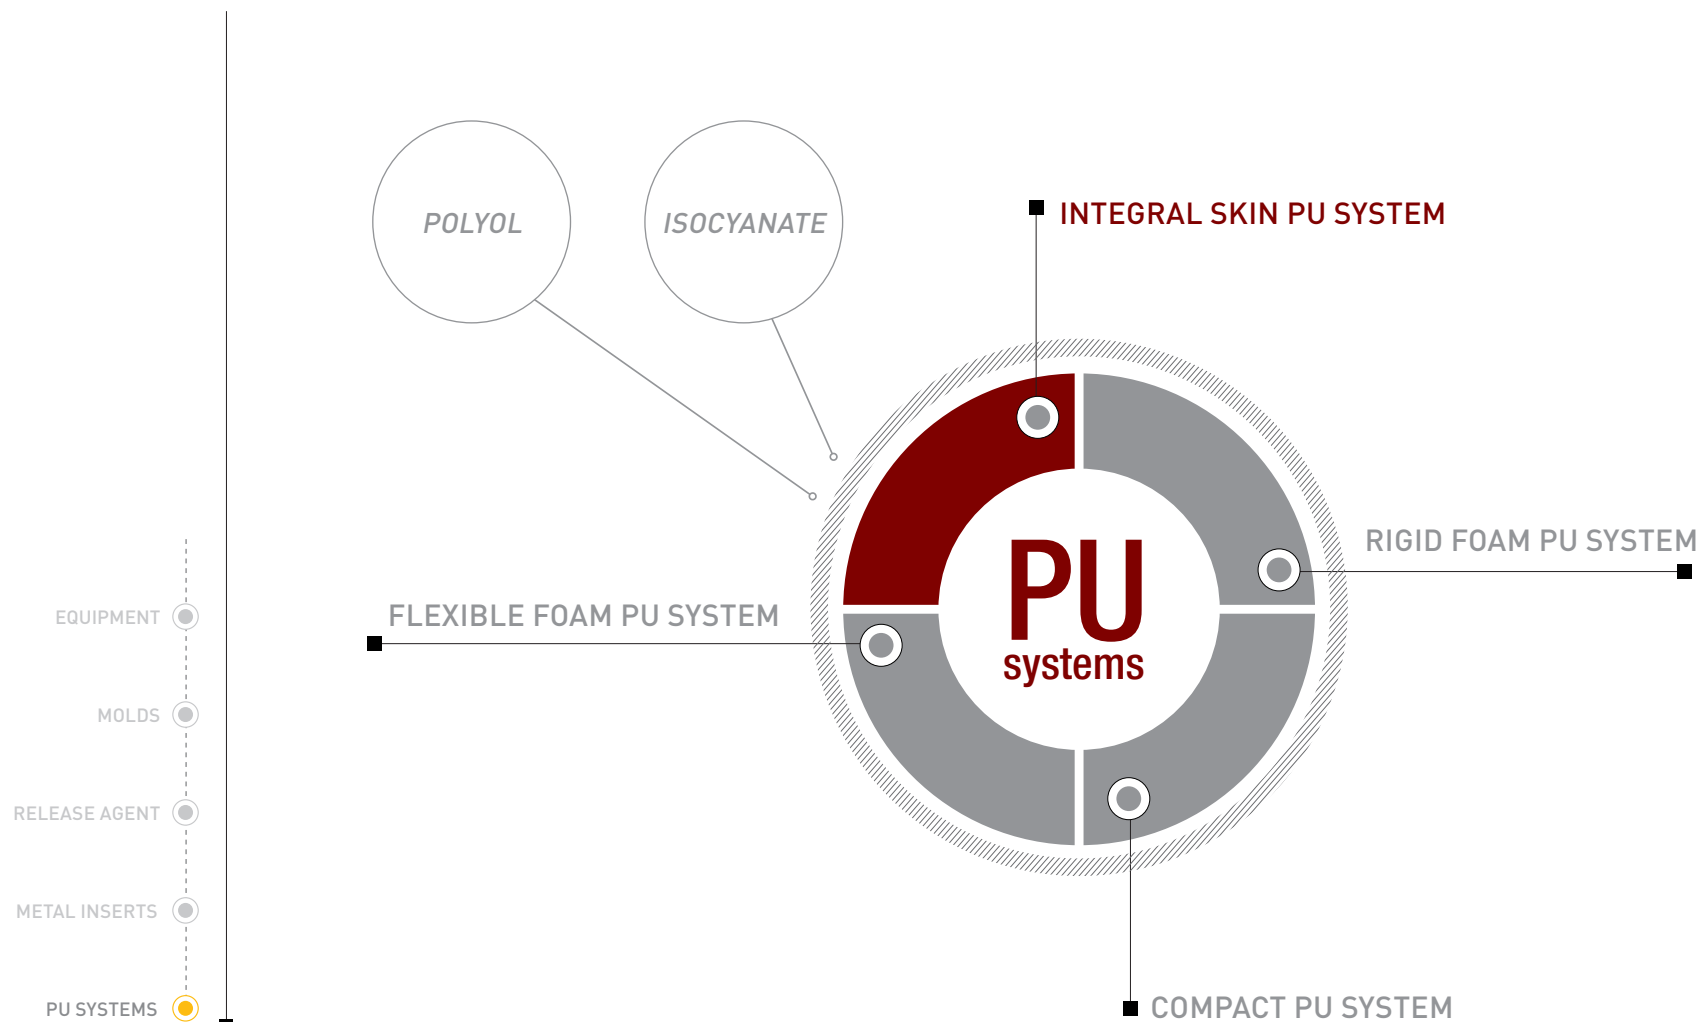 POLYOL
ISOCYANATE
INTEGRAL SKIN PU SYSTEM
RIGID FOAM PU SYSTEM
FLEXIBLE FOAM PU SYSTEM
PU
systems
COMPACT PU SYSTEM
EQUIPMENT
MOLDS
RELEASE AGENT
METAL INSERTS
PU SYSTEMS